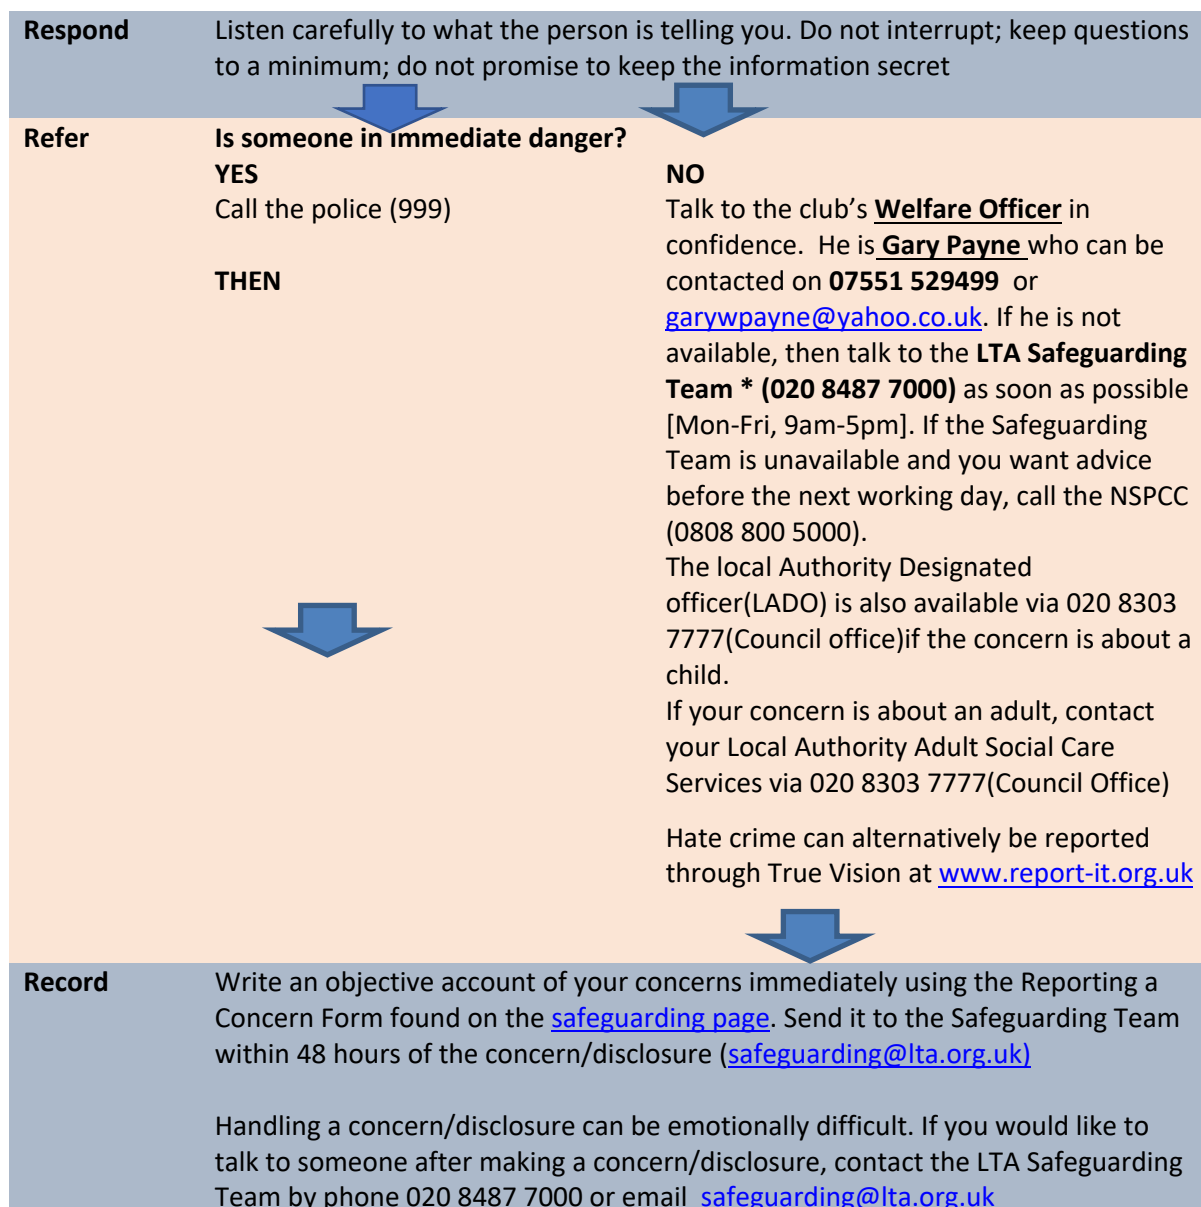 Respond
Listen carefully to what the person is telling you. Do not interrupt; keep questions
to a minimum; do not promise to keep the information secret
Refer
Is someone in immediate danger?
YES
Call the police (999)
THEN
NO
Talk to the club’s Welfare Officer in
confidence.  He is Gary Payne who can be
contacted on 07551 529499  or
garywpayne@yahoo.co.uk. If he is not
available, then talk to the LTA Safeguarding
Team * (020 8487 7000) as soon as possible
[Mon-Fri, 9am-5pm]. If the Safeguarding
Team is unavailable and you want advice
before the next working day, call the NSPCC
(0808 800 5000).
The local Authority Designated
officer(LADO) is also available via 020 8303
7777(Council office)if the concern is about a
child.
If your concern is about an adult, contact
your Local Authority Adult Social Care
Services via 020 8303 7777(Council Office)
Hate crime can alternatively be reported
through True Vision at www.report-it.org.uk
Record
Write an objective account of your concerns immediately using the Reporting a
Concern Form found on the safeguarding page. Send it to the Safeguarding Team
within 48 hours of the concern/disclosure (safeguarding@lta.org.uk)
Handling a concern/disclosure can be emotionally difficult. If you would like to
talk to someone after making a concern/disclosure, contact the LTA Safeguarding
Team by phone 020 8487 7000 or email  safeguarding@lta.org.uk